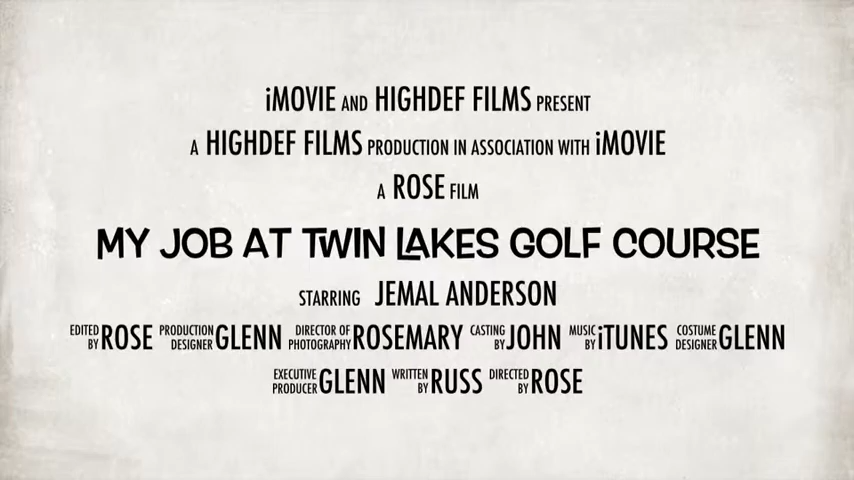 iMOVIE AND HIGHDEF FILMS PRESENT
A HIGHDEF FILMS PRODUCTION IN ASSOCIATION WITH iMOVIE
A ROSE FILM
MY JOB AT TWIN LAKES GOLF COURSE
STARRING JEMAL ANDERSON
EDITED BY ROSE PRODUCTION DESIGNER GLENN DIRECTOR OF PHOTOGRAPHY ROSEMARY CASTING BY JOHN MUSIC BY iTUNES COSTUME DESIGNER GLENN
EXECUTIVE PRODUCER GLENN WRITTEN BY RUSS DIRECTED BY ROSE